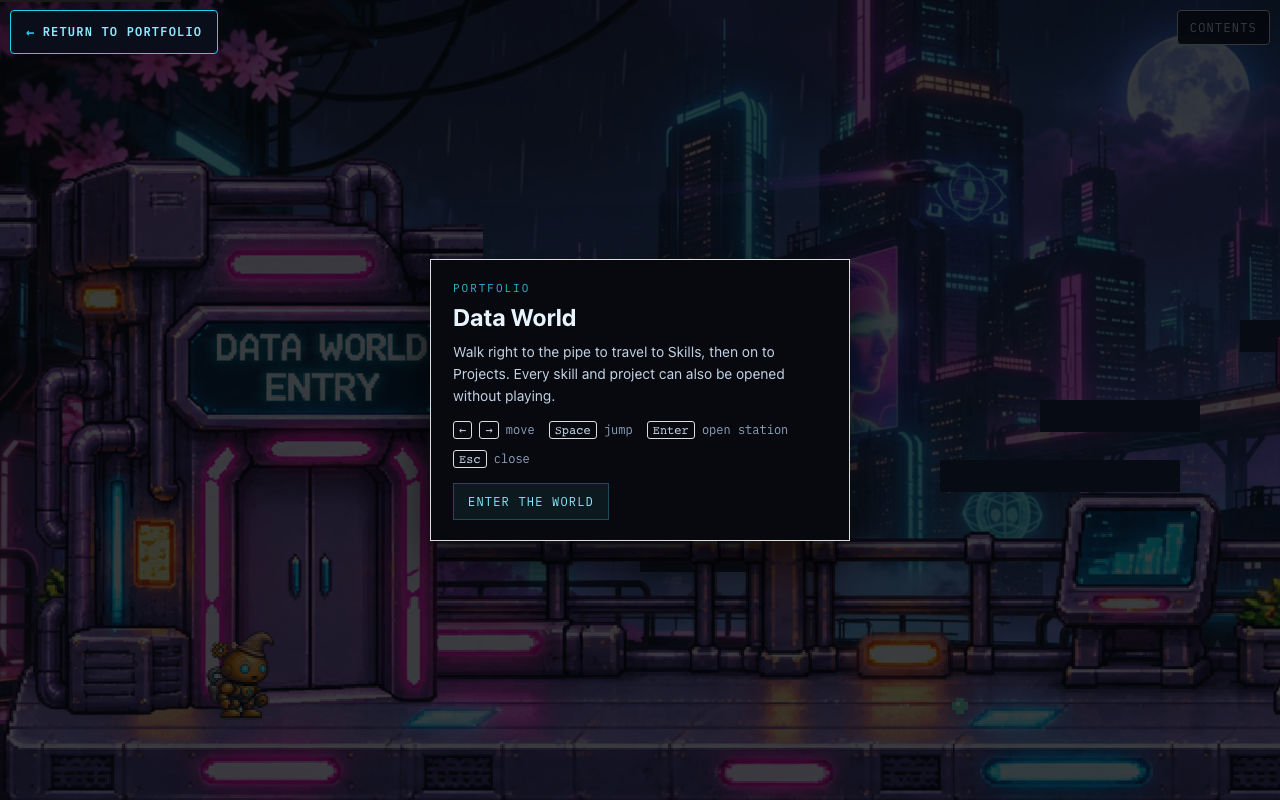 ← RETURN TO PORTFOLIO
CONTENTS
DATA WORLD
ENTRY
PORTFOLIO
Data World
Walk right to the pipe to travel to Skills, then on to
Projects. Every skill and project can also be opened
without playing.
← → move Space jump Enter open station
Esc close
ENTER THE WORLD